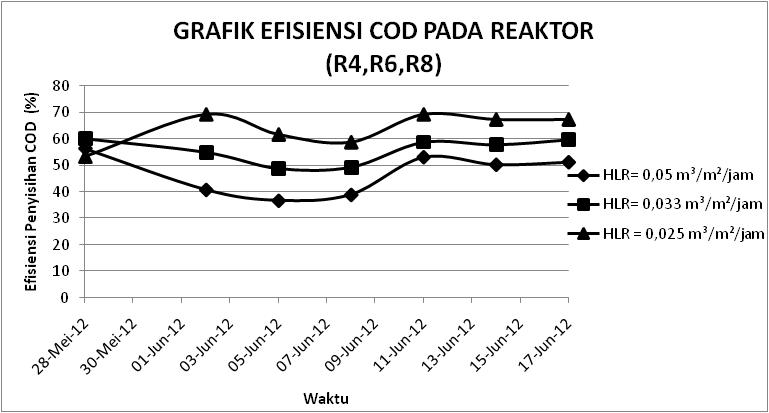 GRAFIK EFISIENSI COD PADA REAKTOR
(R4,R6,R8)
Efisiensi Penyisihan COD (%)
80
70
60
50
40
30
20
10
0
28-Mei-12
30-Mei-12
01-Jun-12
03-Jun-12
05-Jun-12
07-Jun-12
09-Jun-12
11-Jun-12
13-Jun-12
15-Jun-12
17-Jun-12
Waktu
HLR= 0,05 m³/m²/jam
HLR= 0,033 m³/m²/jam
HLR = 0,025 m³/m²/jam